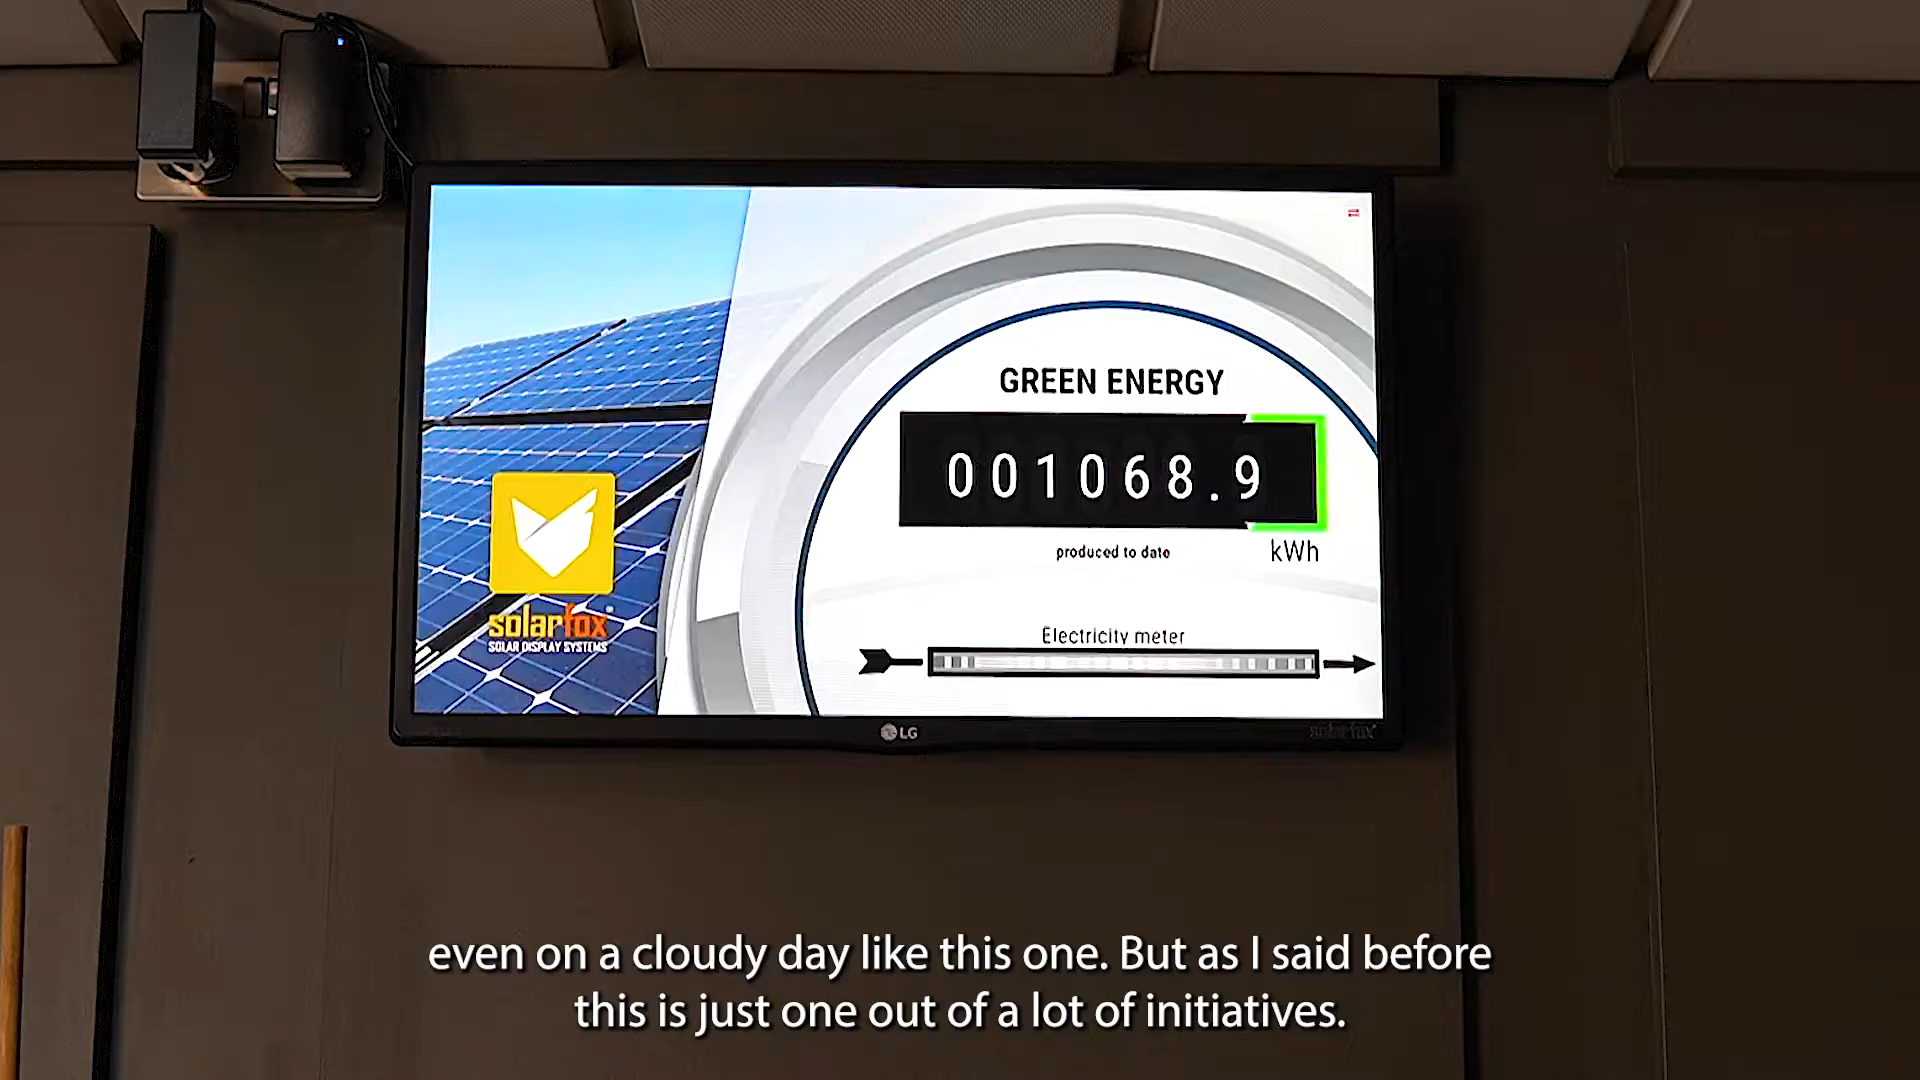 GREEN ENERGY
001068.9
produced to date
kWh
Electricity meter
solarfox®
SOLAR DISPLAY SYSTEMS
LG
solarfox
even on a cloudy day like this one. But as I said before
this is just one out of a lot of initiatives.